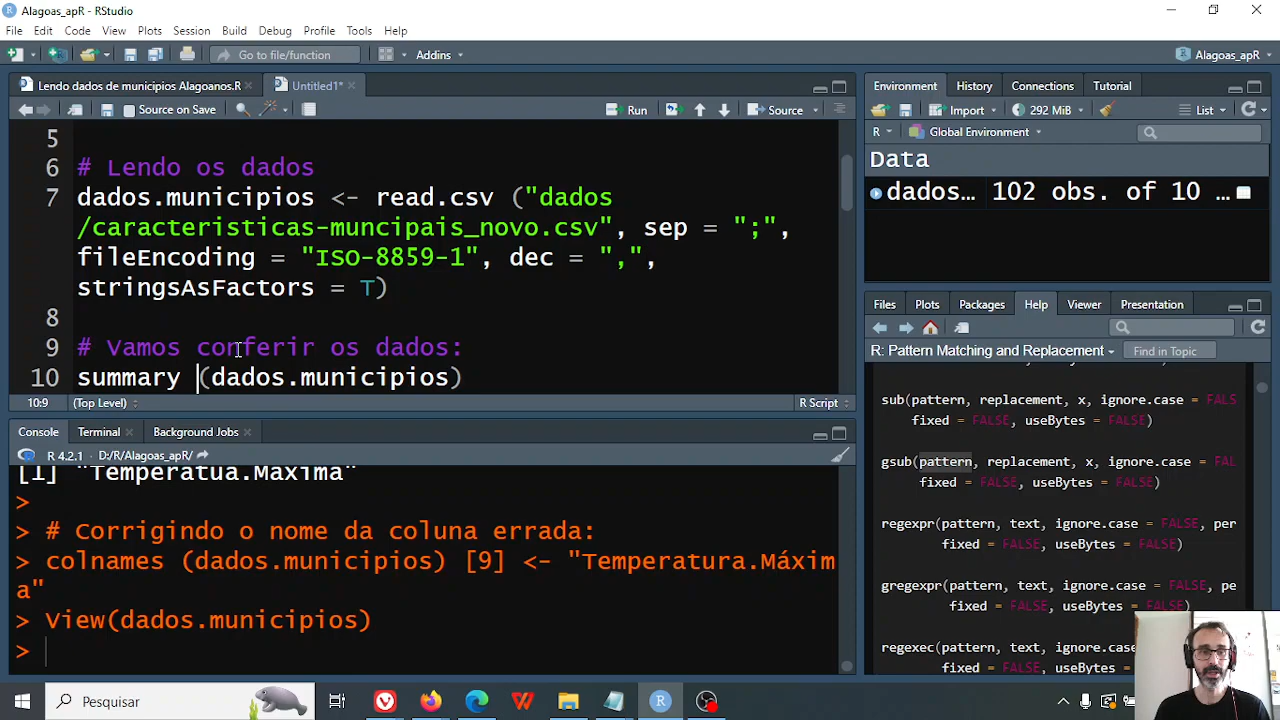 Alagoas_apR - RStudio
File Edit Code View Plots Session Build Debug Profile Tools Help
Go to file/function Addins Alagoas_apR
Lendo dados de municipios Alagoanos.R Untitled1*
Source on Save Run Source
5
6 # Lendo os dados
7 dados.municipios <- read.csv ("dados
/caracteristicas-muncipais_novo.csv", sep = ";",
fileEncoding = "ISO-8859-1", dec = ",",
stringsAsFactors = T)
8
9 # Vamos conferir os dados:
10 summary (dados.municipios)
10:9 (Top Level) R Script
Console Terminal Background Jobs
R 4.2.1 · D:/R/Alagoas_apR/
[1] "Temperatua.Maxima"
>
> # Corrigindo o nome da coluna errada:
> colnames (dados.municipios) [9] <- "Temperatura.Máxim
a"
> View(dados.municipios)
>
Environment History Connections Tutorial
Import 292 MiB List
R Global Environment
Data
dados… 102 obs. of 10 …
Files Plots Packages Help Viewer Presentation
R: Pattern Matching and Replacement Find in Topic
sub(pattern, replacement, x, ignore.case = FALS
fixed = FALSE, useBytes = FALSE)
gsub(pattern, replacement, x, ignore.case = FAL
fixed = FALSE, useBytes = FALSE)
regexpr(pattern, text, ignore.case = FALSE, per
fixed = FALSE, useBytes = FALSE)
gregexpr(pattern, text, ignore.case = FALSE, pe
fixed = FALSE, useBytes = FALSE)
regexec(pattern, text, ignore.case = FALSE, per
fixed = FALSE, useBytes = FALSE)
Pesquisar